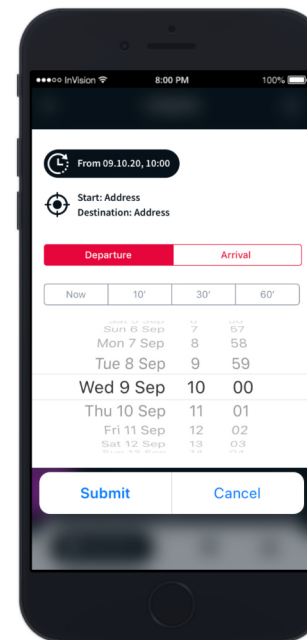 InVision 8:00 PM 100%
From 09.10.20, 10:00
Start: Address
Destination: Address
Departure Arrival
Now 10' 30' 60'
Sun 6 Sep 7 57
Mon 7 Sep 8 58
Tue 8 Sep 9 59
Wed 9 Sep 10 00
Thu 10 Sep 11 01
Fri 11 Sep 12 02
Sat 12 Sep 13 03
Submit Cancel